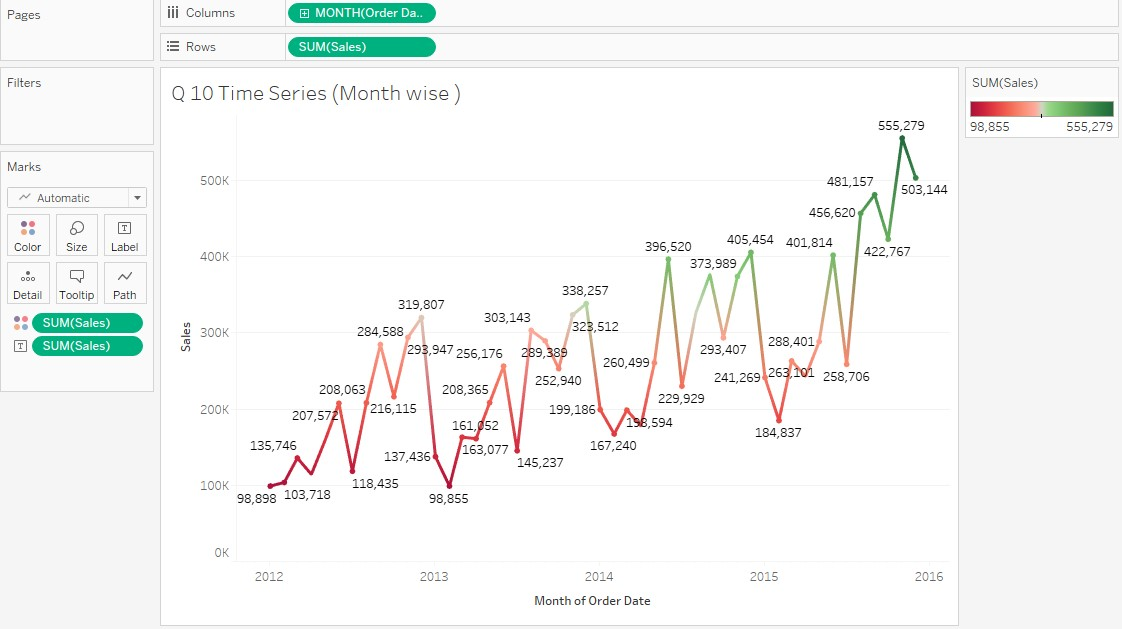 Pages
Columns
MONTH(Order Da..
Rows
SUM(Sales)
Filters
Marks
Automatic
Color
Size
Label
Detail
Tooltip
Path
SUM(Sales)
SUM(Sales)
Q 10 Time Series (Month wise )
SUM(Sales)
98,855
555,279
Sales
500K
400K
300K
200K
100K
0K
98,898
103,718
135,746
207,572
208,063
118,435
284,588
216,115
293,947
319,807
137,436
98,855
163,077
161,052
208,365
256,176
145,237
303,143
289,389
252,940
323,512
338,257
199,186
167,240
198,594
260,499
396,520
229,929
373,989
293,407
405,454
241,269
184,837
263,101
288,401
401,814
258,706
456,620
481,157
422,767
555,279
503,144
2012
2013
2014
2015
2016
Month of Order Date